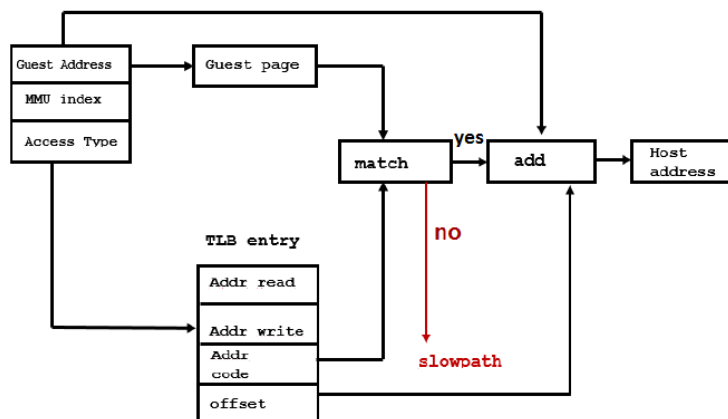 Guest Address
MMU index
Access Type
Guest page
match
yes
add
Host
address
no
slowpath
TLB entry
Addr read
Addr write
Addr
code
offset